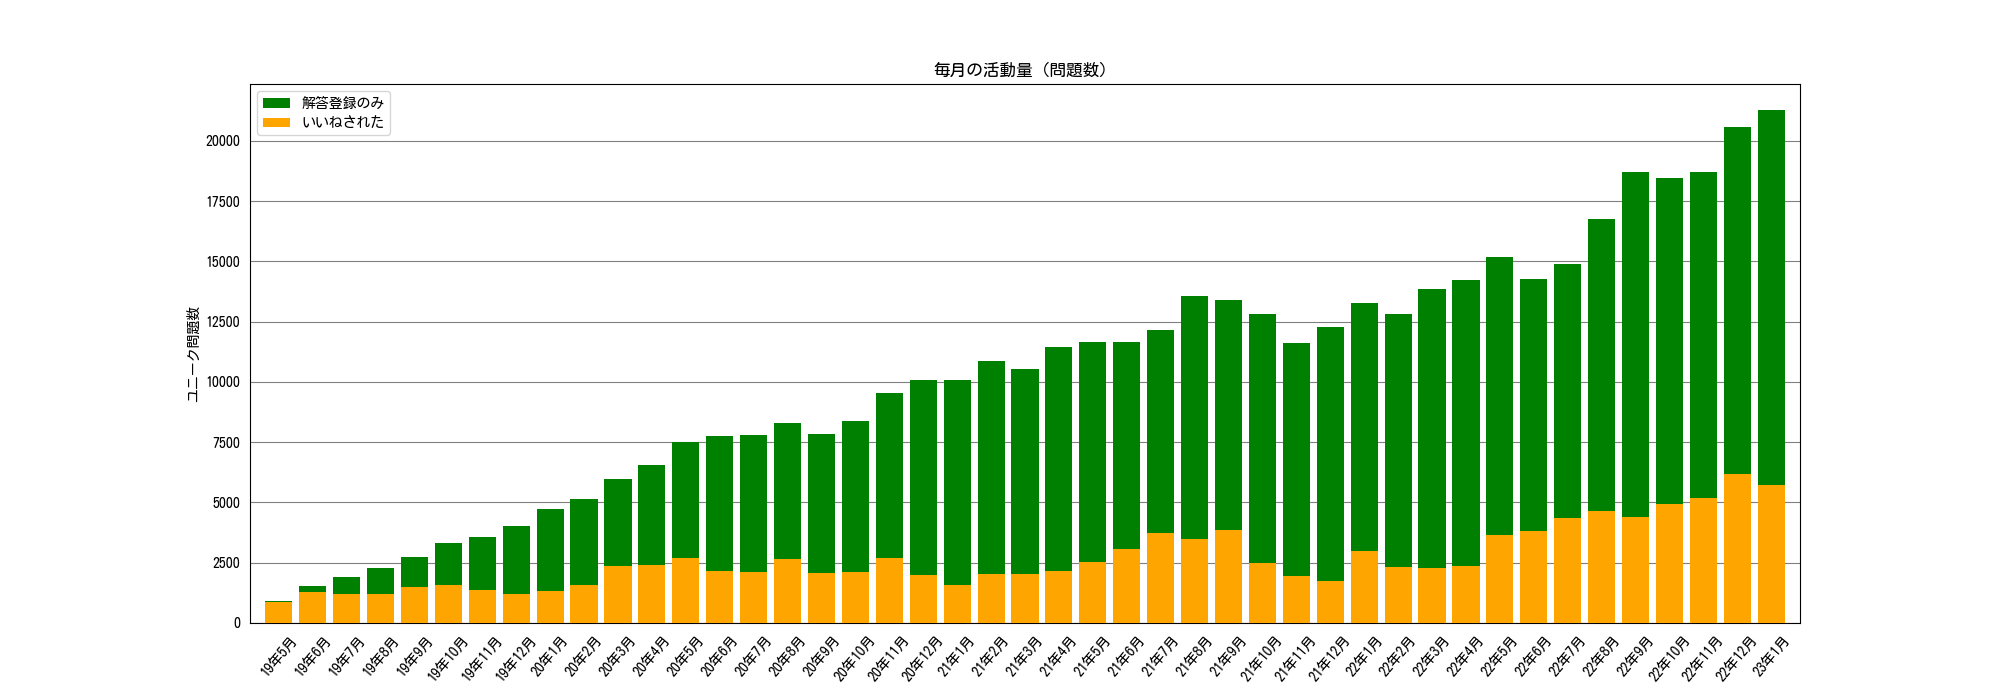 毎月の活動量（問題数）
解答登録のみ
いいねされた
ユニーク問題数
20000
17500
15000
12500
10000
7500
5000
2500
0
19年5月
19年6月
19年7月
19年8月
19年9月
19年10月
19年11月
19年12月
20年1月
20年2月
20年3月
20年4月
20年5月
20年6月
20年7月
20年8月
20年9月
20年10月
20年11月
20年12月
21年1月
21年2月
21年3月
21年4月
21年5月
21年6月
21年7月
21年8月
21年9月
21年10月
21年11月
21年12月
22年1月
22年2月
22年3月
22年4月
22年5月
22年6月
22年7月
22年8月
22年9月
22年10月
22年11月
22年12月
23年1月